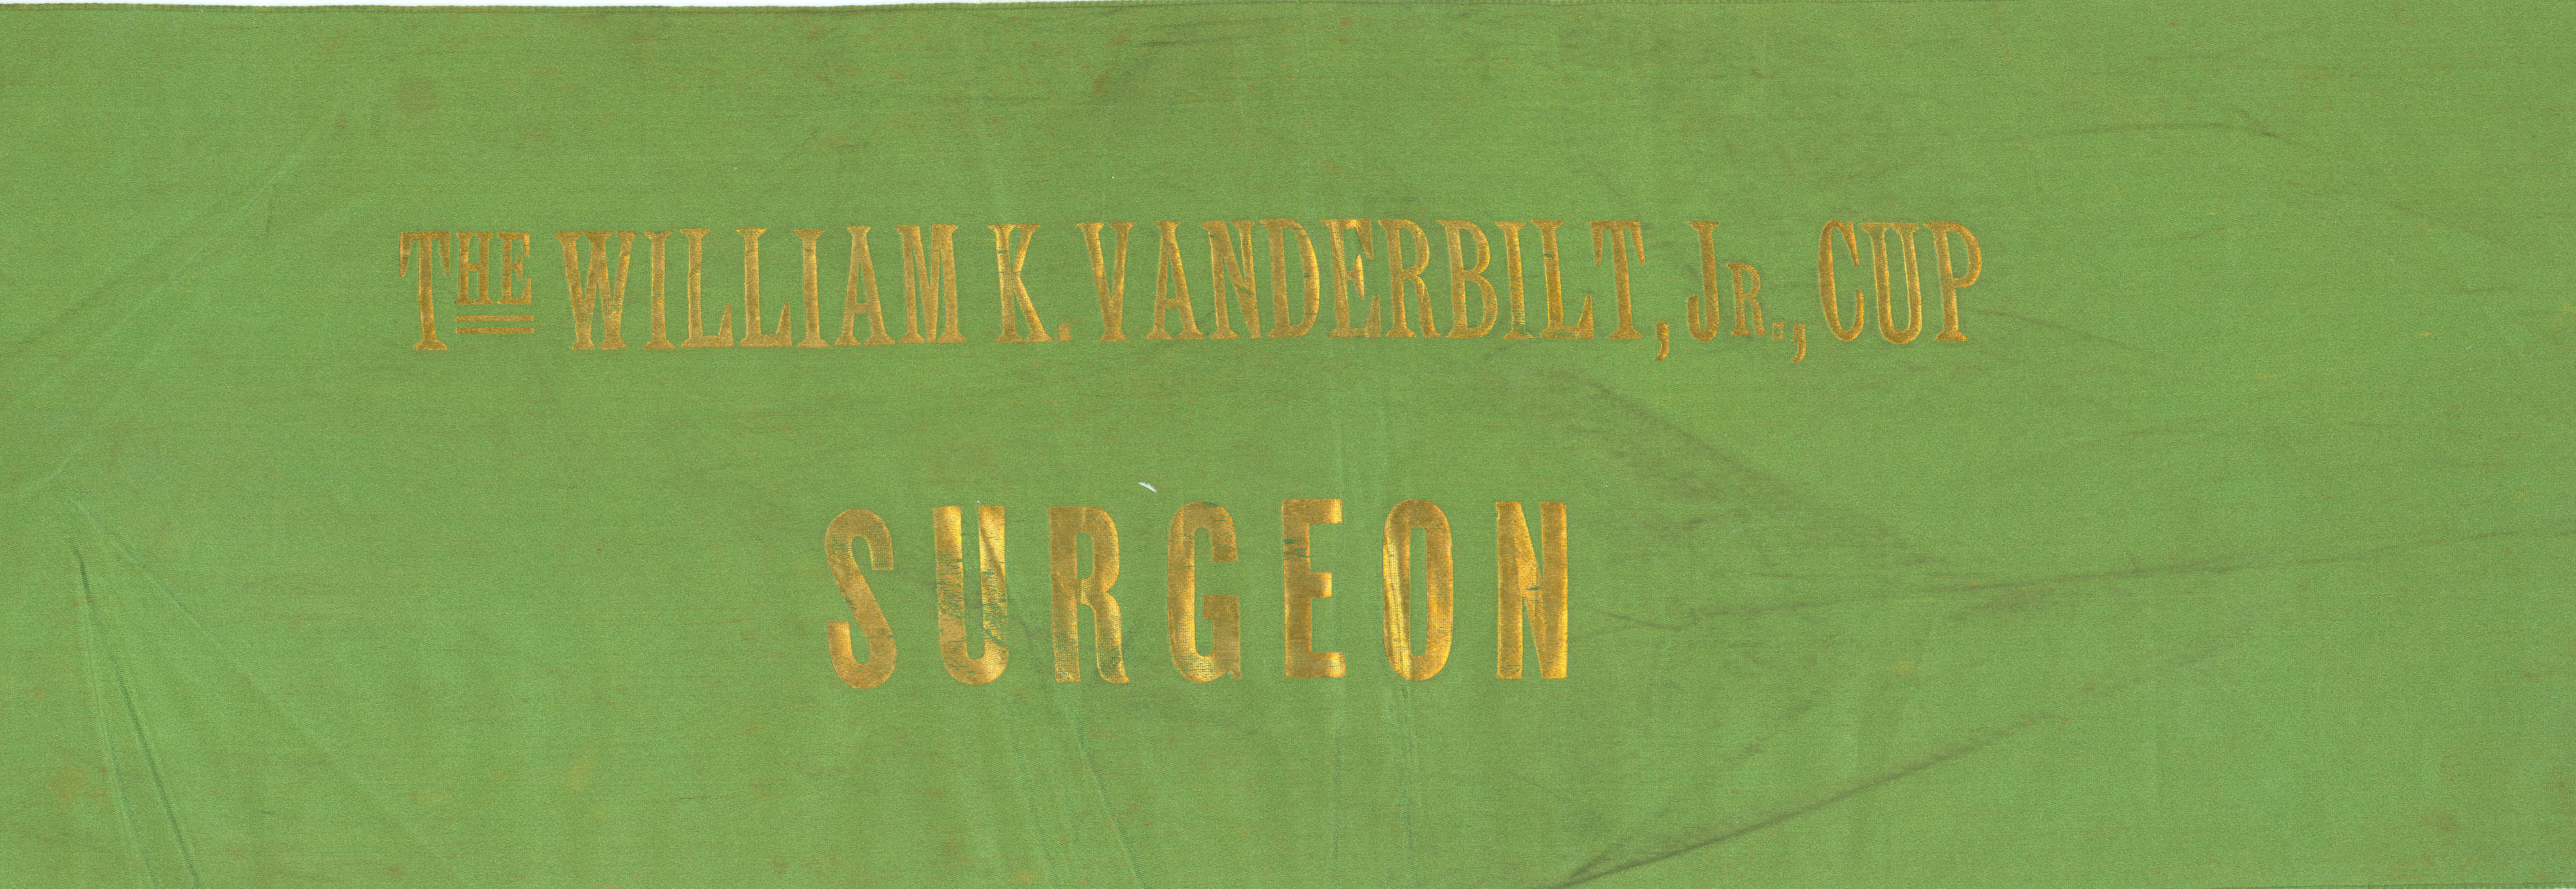 THE WILLIAM K. VANDERBILT, JR., CUP
SURGEON